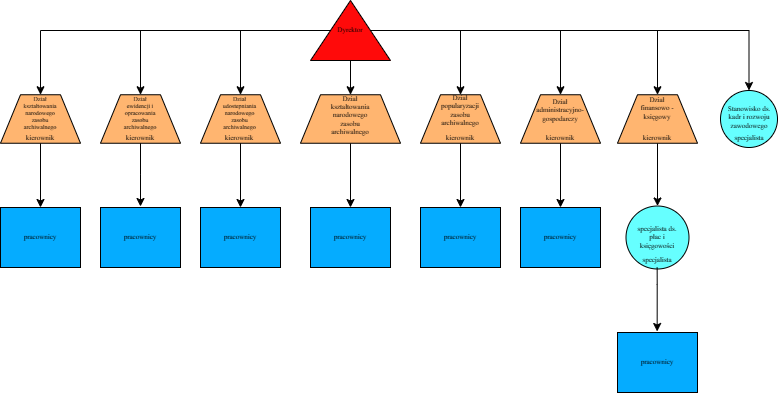 Dyrektor
Dział
kształtowania
narodowego
zasobu
archiwalnego
kierownik
Dział
ewidencji i
opracowania
zasobu
archiwalnego
kierownik
Dział
udostępniania
narodowego
zasobu
archiwalnego
kierownik
Dział
kształtowania
narodowego
zasobu
archiwalnego
Dział
popularyzacji
zasobu
archiwalnego
kierownik
Dział
administracyjno-
gospodarczy
kierownik
Dział
finansowo -
księgowy
kierownik
Stanowisko ds.
kadr i rozwoju
zawodowego
specjalista
pracownicy
pracownicy
pracownicy
pracownicy
pracownicy
pracownicy
specjalista ds.
płac i
księgowości
specjalista
pracownicy